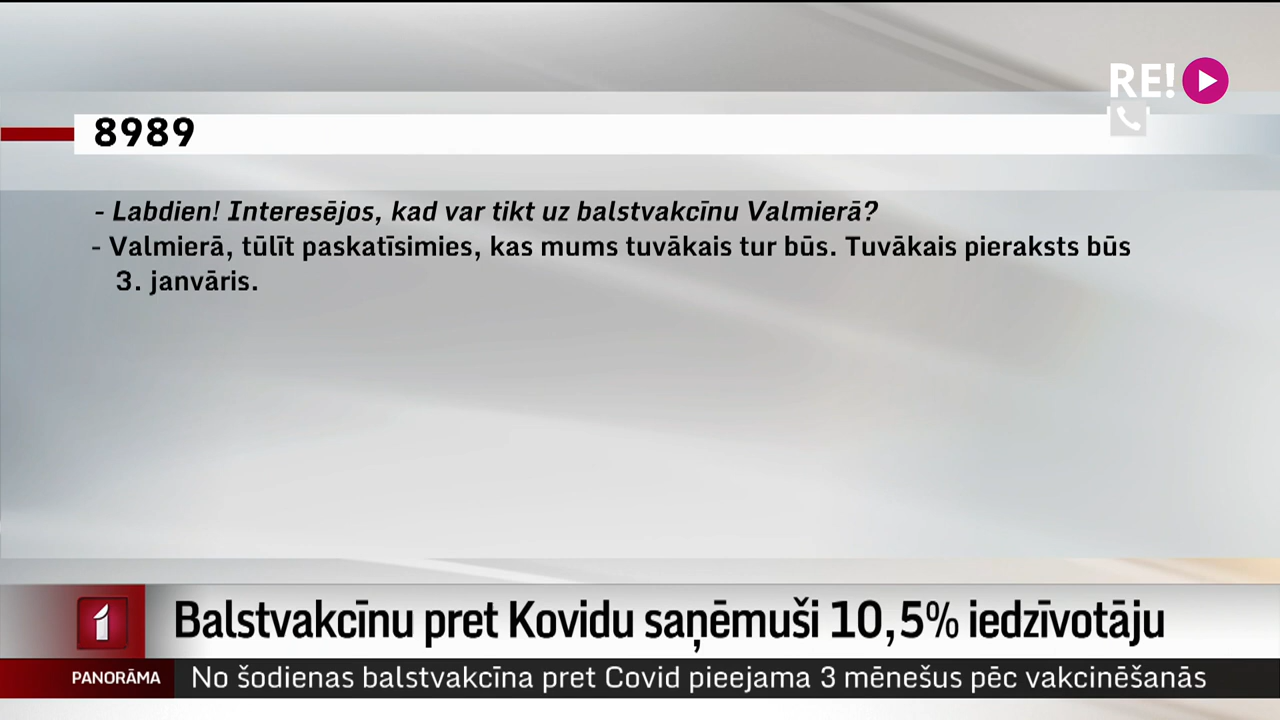 RE!
8989
- Labdien! Interesējos, kad var tikt uz balstvakcīnu Valmierā?
- Valmierā, tūlīt paskatīsimies, kas mums tuvākais tur būs. Tuvākais pieraksts būs
3. janvāris.
1
Balstvakcīnu pret Kovidu saņēmuši 10,5% iedzīvotāju
PANORĀMA
No šodienas balstvakcīna pret Covid pieejama 3 mēnešus pēc vakcinēšanās